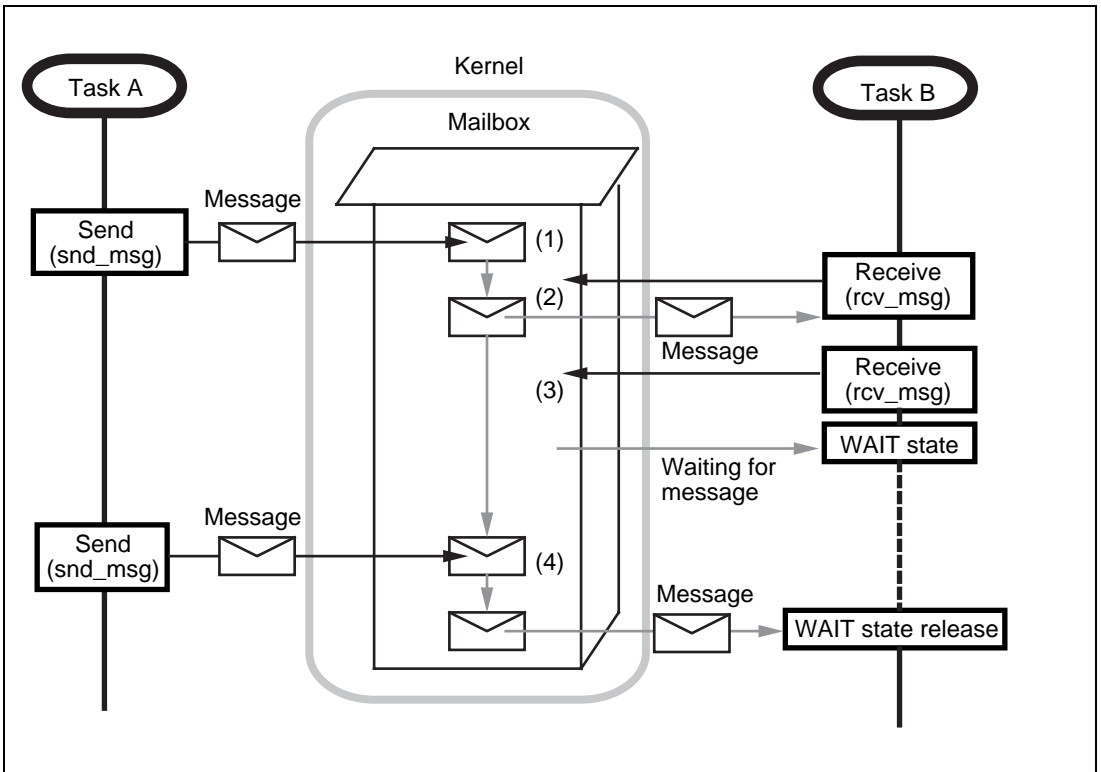 Kernel
Task A
Task B
Mailbox
Message
Send
(snd_msg)
(1)
Receive
(rcv_msg)
(2)
Message
Receive
(rcv_msg)
(3)
WAIT state
Waiting for
message
Message
Send
(snd_msg)
(4)
Message
WAIT state release